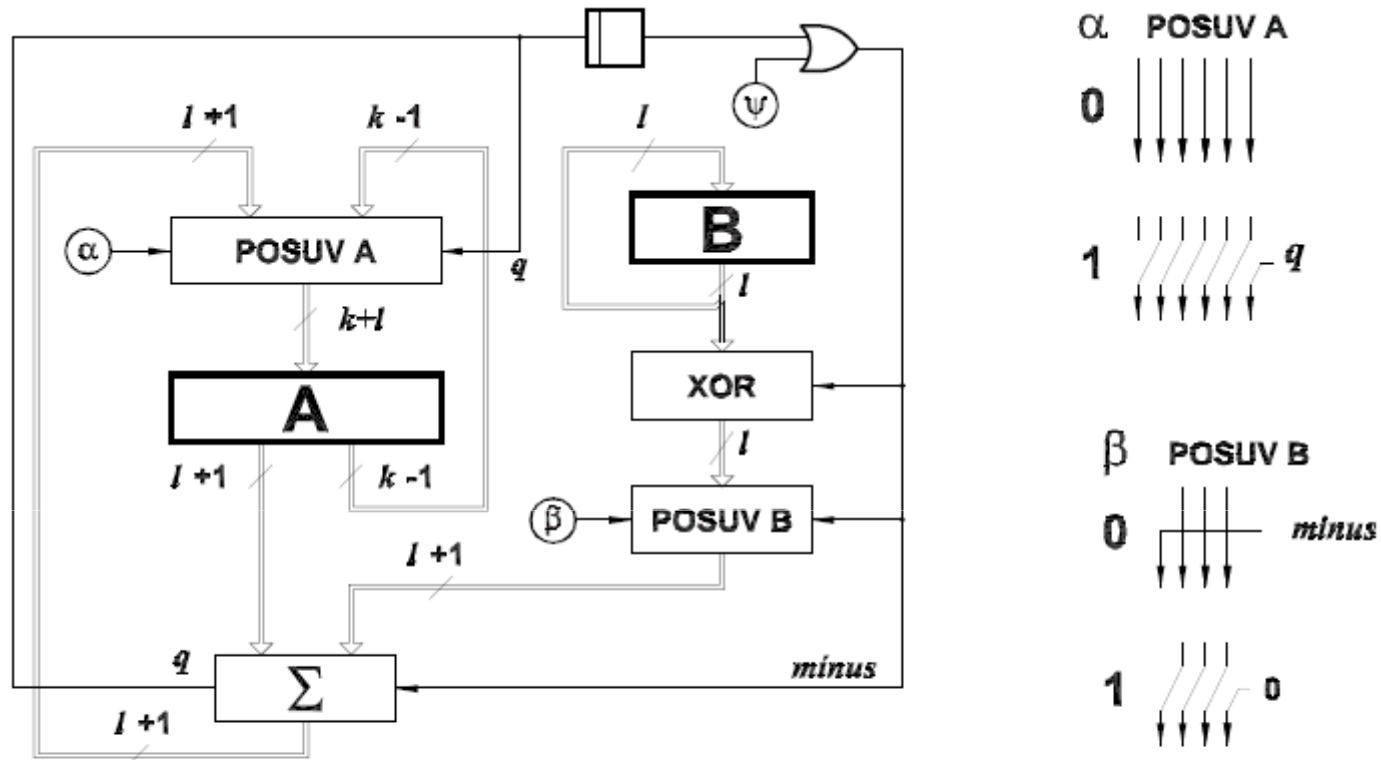 ψ
l +1
k -1
l
POSUV A
α
q
B
l
k+l
A
XOR
l +1
k -1
l
β
POSUV B
l +1
q
Σ
minus
l +1
α POSUV A
0
1
q
β POSUV B
0
minus
1
0